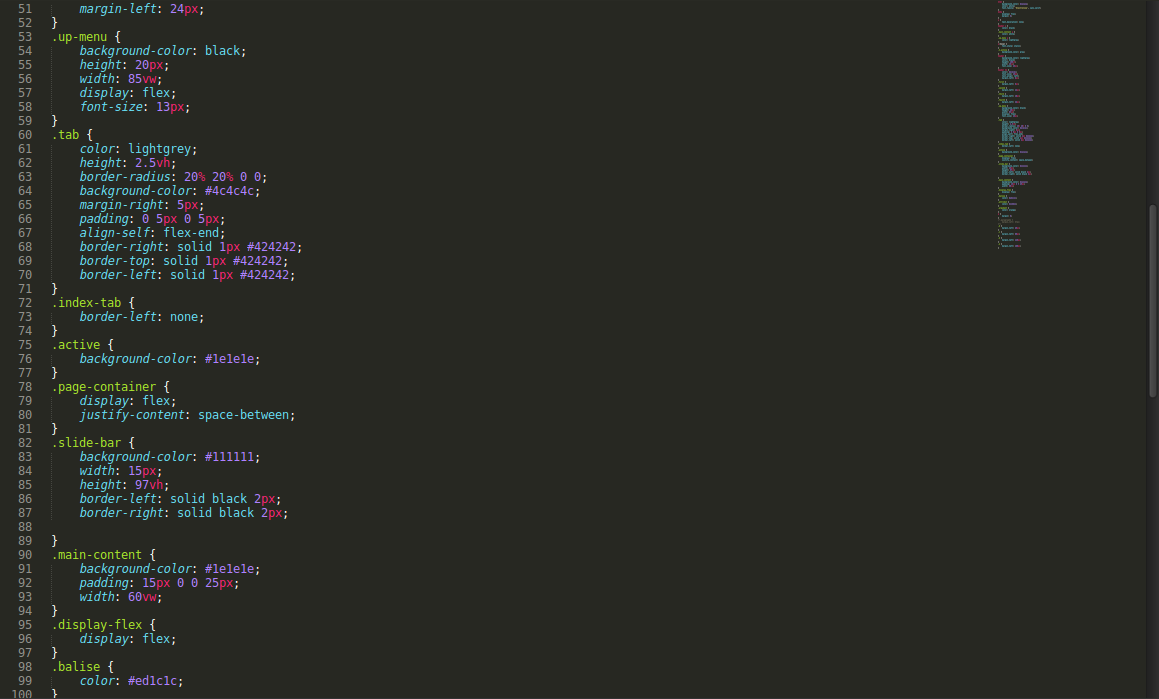 51 margin-left: 24px;
52 }
53 .up-menu {
54 background-color: black;
55 height: 20px;
56 width: 85vw;
57 display: flex;
58 font-size: 13px;
59 }
60 .tab {
61 color: lightgrey;
62 height: 2.5vh;
63 border-radius: 20% 20% 0 0;
64 background-color: #4c4c4c;
65 margin-right: 5px;
66 padding: 0 5px 0 5px;
67 align-self: flex-end;
68 border-right: solid 1px #424242;
69 border-top: solid 1px #424242;
70 border-left: solid 1px #424242;
71 }
72 .index-tab {
73 border-left: none;
74 }
75 .active {
76 background-color: #1e1e1e;
77 }
78 .page-container {
79 display: flex;
80 justify-content: space-between;
81 }
82 .slide-bar {
83 background-color: #111111;
84 width: 15px;
85 height: 97vh;
86 border-left: solid black 2px;
87 border-right: solid black 2px;
88
89 }
90 .main-content {
91 background-color: #1e1e1e;
92 padding: 15px 0 0 25px;
93 width: 60vw;
94 }
95 .display-flex {
96 display: flex;
97 }
98 .balise {
99 color: #ed1c1c;
100 }